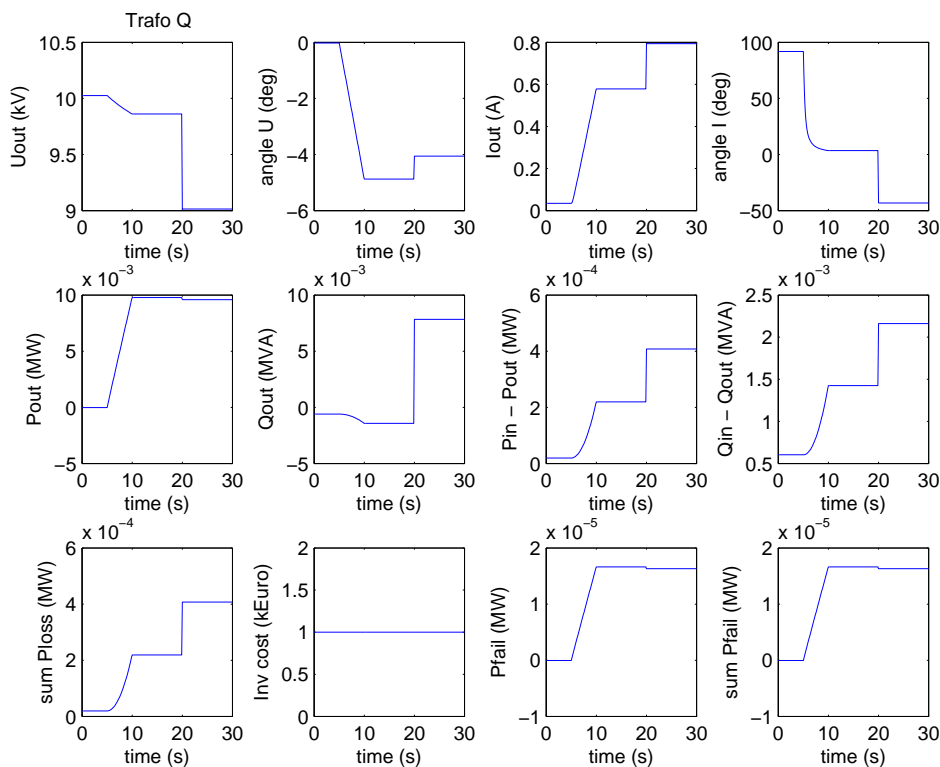 Trafo Q
10.5
10
9.5
9
0 10 20 30
time (s)
Uout (kV)
0
−2
−4
−6
0 10 20 30
time (s)
angle U (deg)
0.8
0.6
0.4
0.2
0
0 10 20 30
time (s)
Iout (A)
100
50
0
−50
0 10 20 30
time (s)
angle I (deg)
x 10−3
10
5
0
−5
0 10 20 30
time (s)
Pout (MW)
x 10−3
10
5
0
−5
0 10 20 30
time (s)
Qout (MVA)
x 10−4
6
4
2
0
0 10 20 30
time (s)
Pin − Pout (MW)
x 10−3
2.5
2
1.5
1
0.5
0 10 20 30
time (s)
Qin − Qout (MVA)
x 10−4
6
4
2
0
0 10 20 30
time (s)
sum Ploss (MW)
2
1.5
1
0.5
0
0 10 20 30
time (s)
Inv cost (kEuro)
x 10−5
2
1
0
−1
0 10 20 30
time (s)
Pfail (MW)
x 10−5
2
1
0
−1
0 10 20 30
time (s)
sum Pfail (MW)